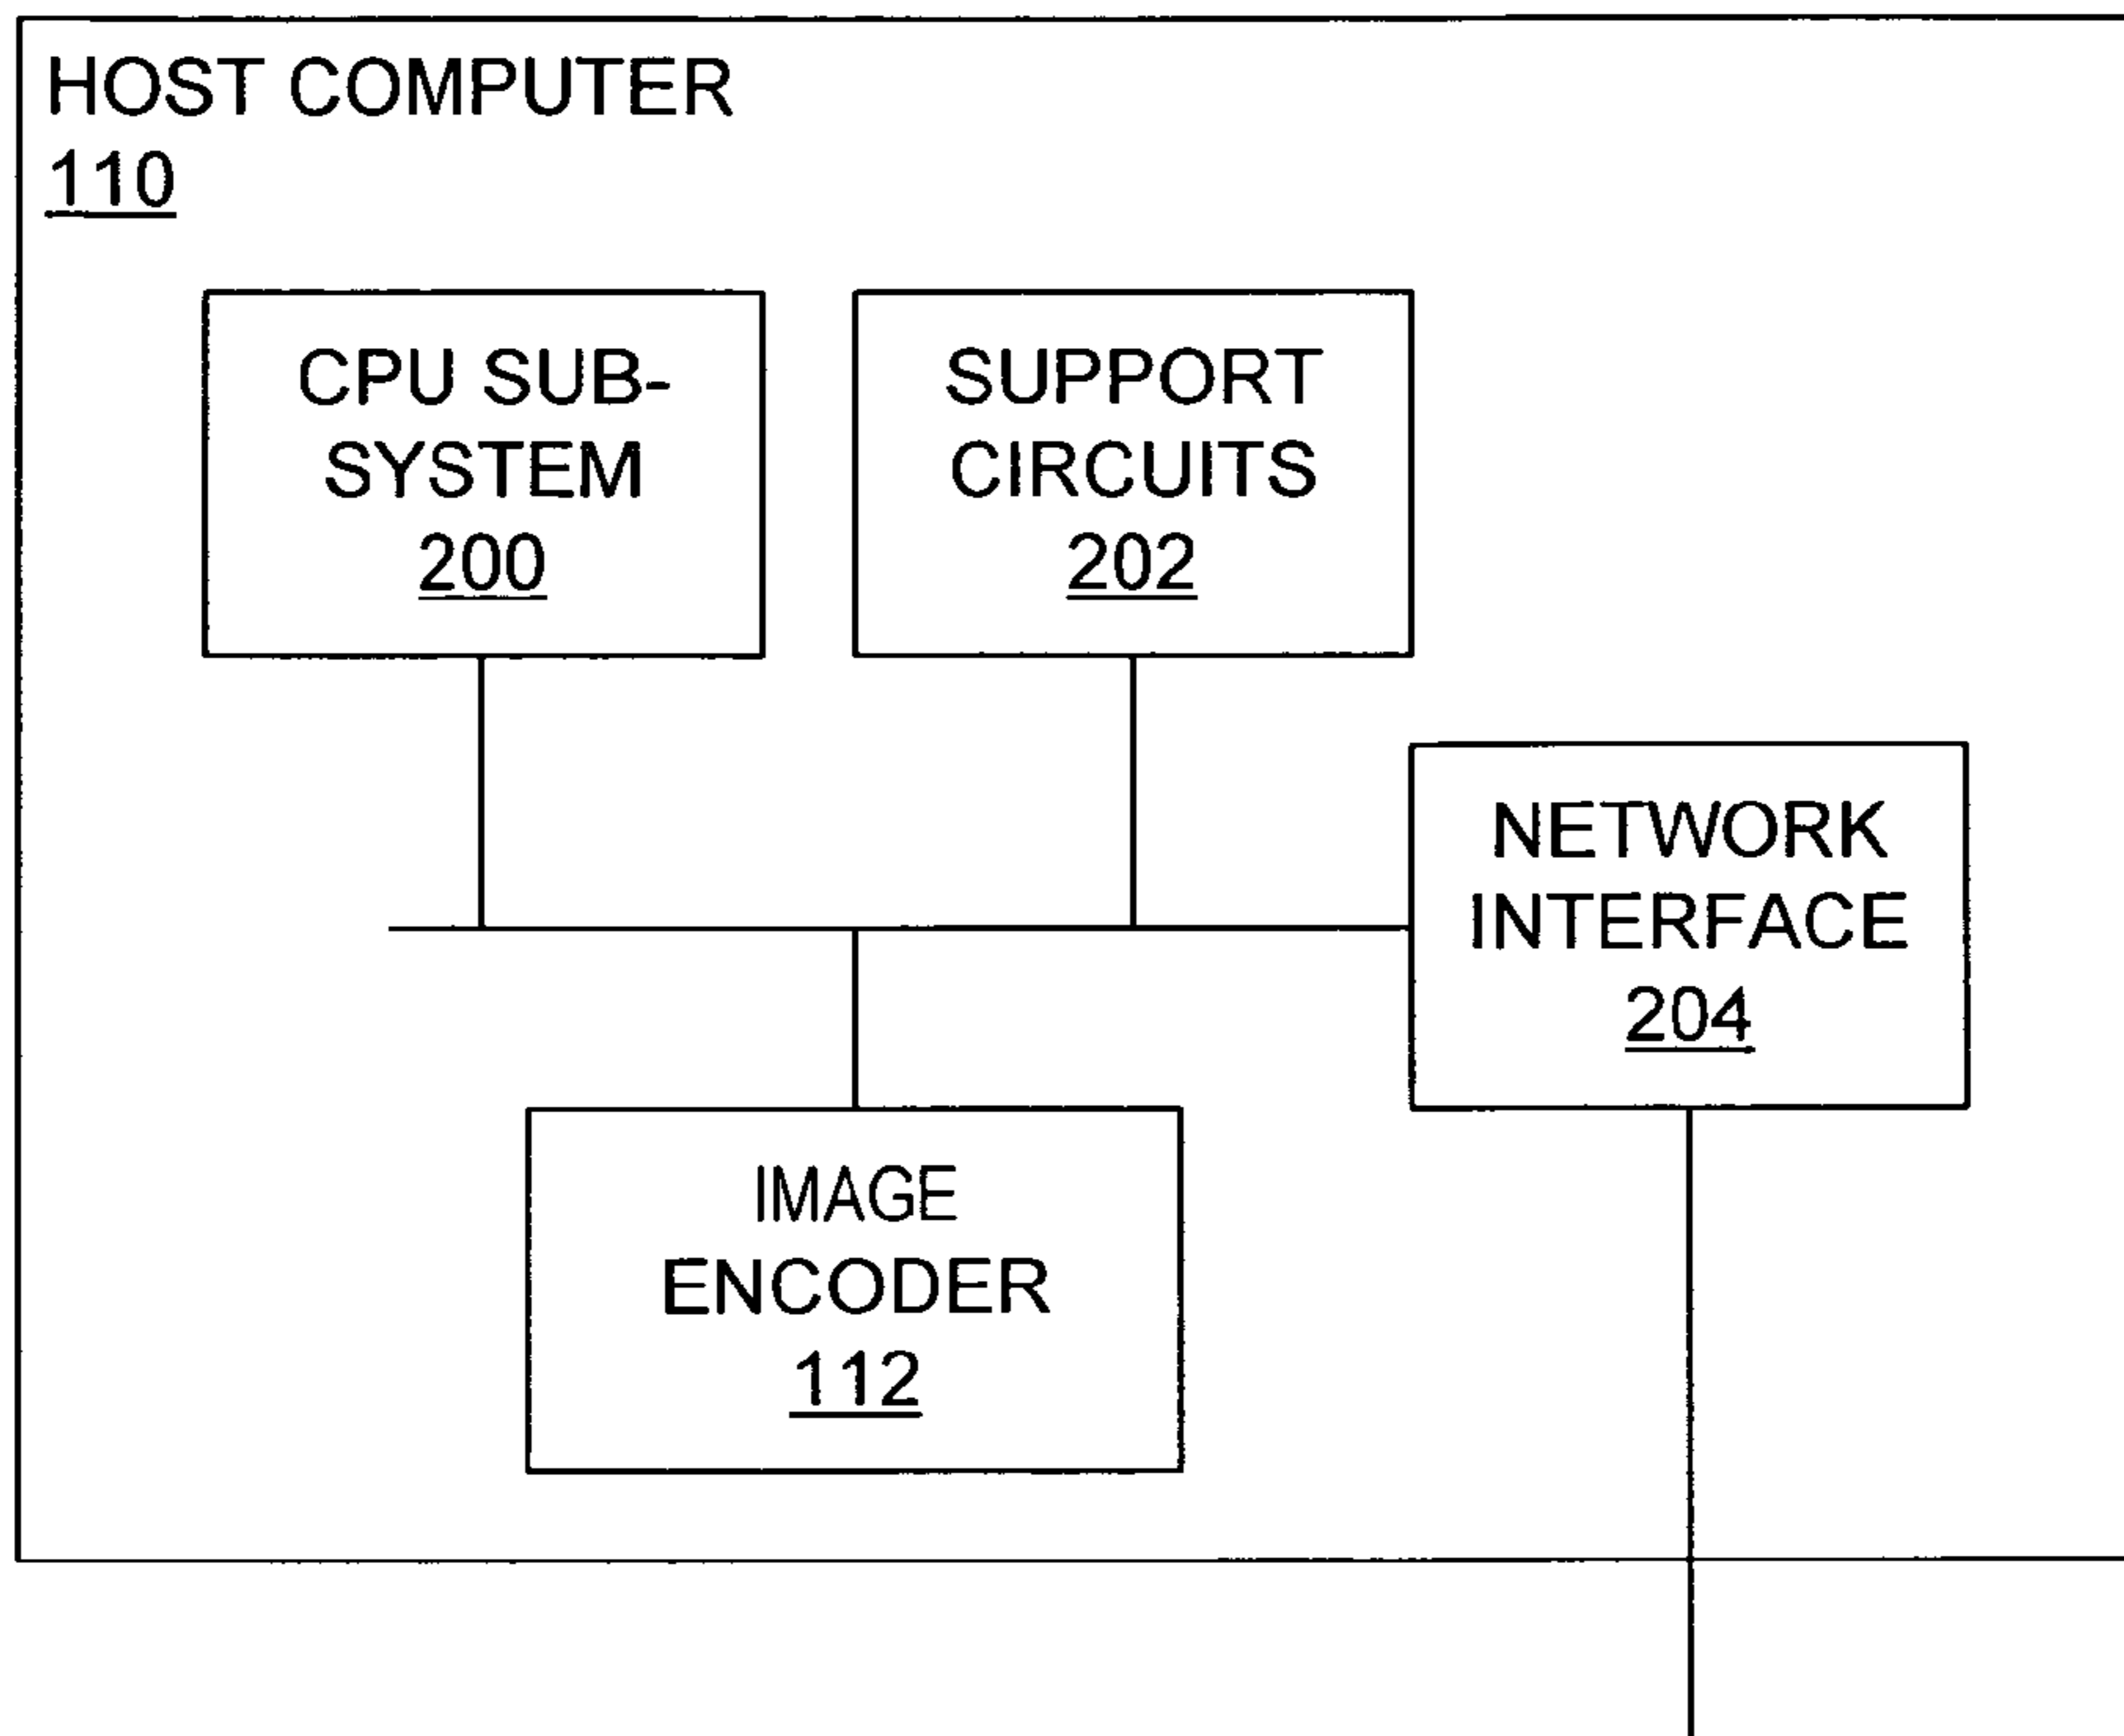 HOST COMPUTER
110
CPU SUB-
SYSTEM
200
SUPPORT
CIRCUITS
202
NETWORK
INTERFACE
204
IMAGE
ENCODER
112